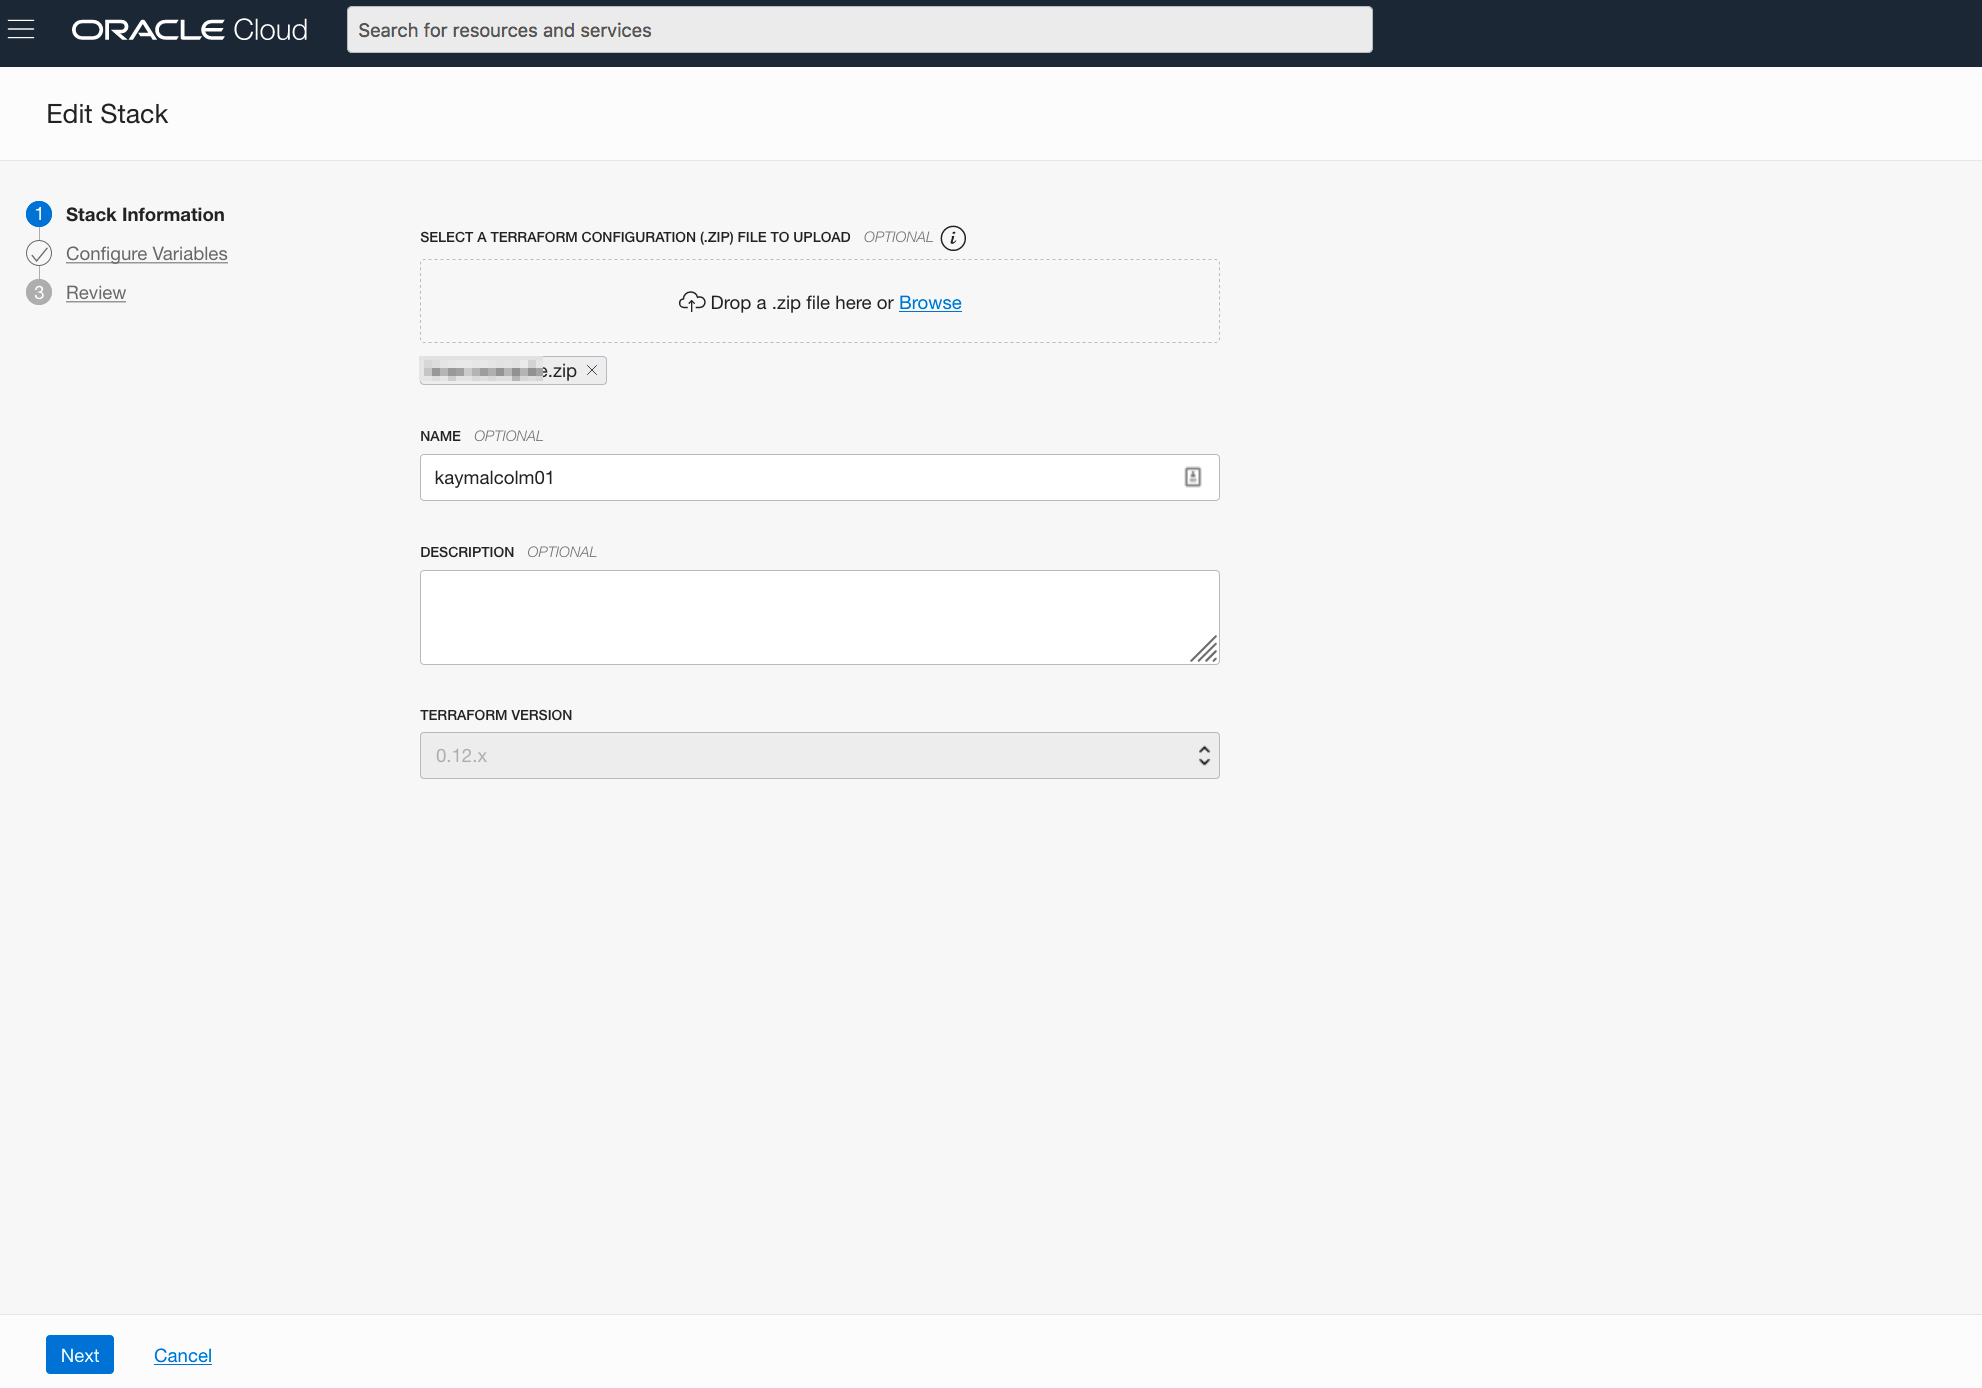 ORACLE Cloud
Search for resources and services
Edit Stack
1 Stack Information
Configure Variables
3 Review
SELECT A TERRAFORM CONFIGURATION (.ZIP) FILE TO UPLOAD OPTIONAL i
Drop a .zip file here or Browse
e.zip
NAME OPTIONAL
kaymalcolm01
DESCRIPTION OPTIONAL
TERRAFORM VERSION
0.12.x
Next Cancel